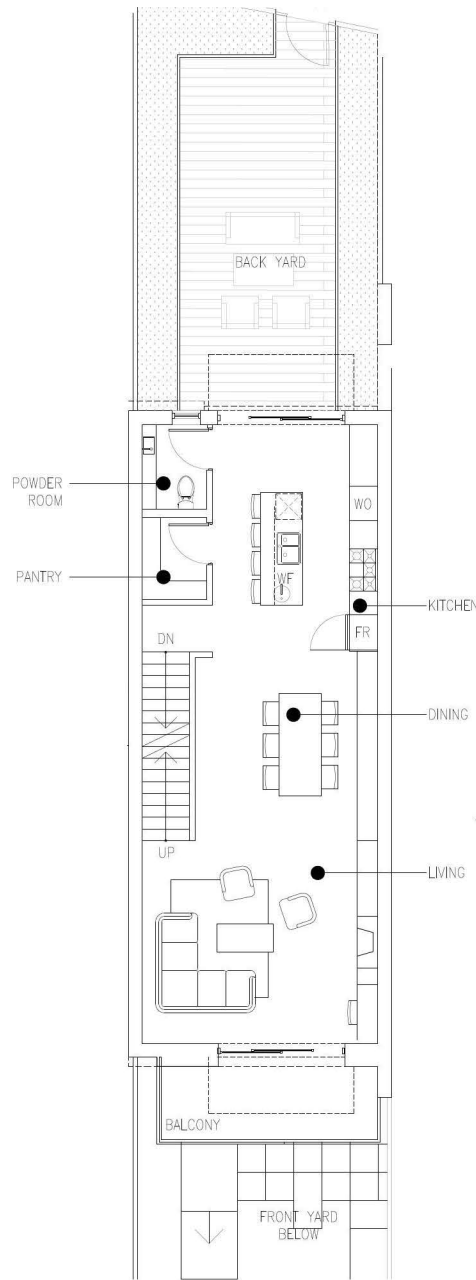 BACK YARD
POWDER
ROOM
WO
PANTRY
WF
KITCHEN
FR
DN
DINING
UP
LIVING
BALCONY
FRONT YARD
BELOW